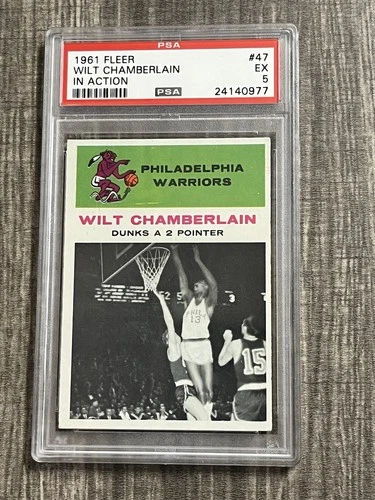 PSA
1961 FLEER #47
WILT CHAMBERLAIN EX
IN ACTION 5
PSA 24140977
PHILADELPHIA
WARRIORS
WILT CHAMBERLAIN
DUNKS A 2 POINTER
13
15